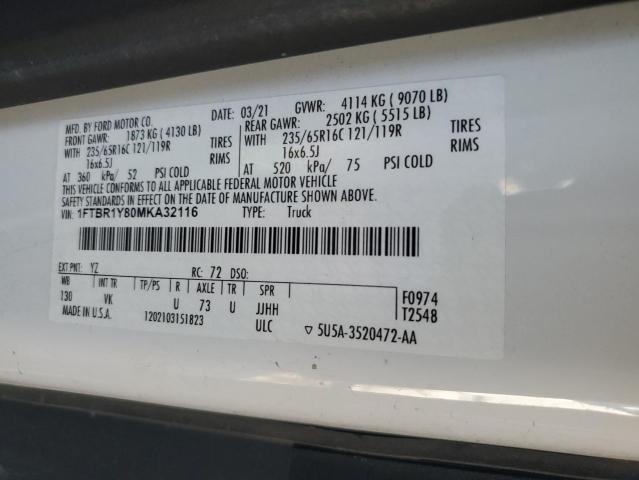 MFD. BY FORD MOTOR CO. DATE: 03/21 GVWR: 4114 KG ( 9070 LB)
FRONT GAWR: 1873 KG ( 4130 LB) REAR GAWR: 2502 KG ( 5515 LB)
WITH 235/65R16C 121/119R TIRES WITH 235/65R16C 121/119R TIRES
16x6.5J RIMS 16x6.5J RIMS
AT 360 kPa/ 52 PSI COLD AT 520 kPa/ 75 PSI COLD
THIS VEHICLE CONFORMS TO ALL APPLICABLE FEDERAL MOTOR VEHICLE
SAFETY STANDARDS IN EFFECT ON THE DATE OF MANUFACTURE SHOWN ABOVE.
VIN: 1FTBR1Y80MKA32116 TYPE: Truck
EXT PNT: YZ RC: 72 DSO:
WB INT TR TP/PS R AXLE TR SPR
130 VK U 73 U JJHH F0974
MADE IN U.S.A. 1202103151823 ULC T2548
▽ 5U5A-3520472-AA